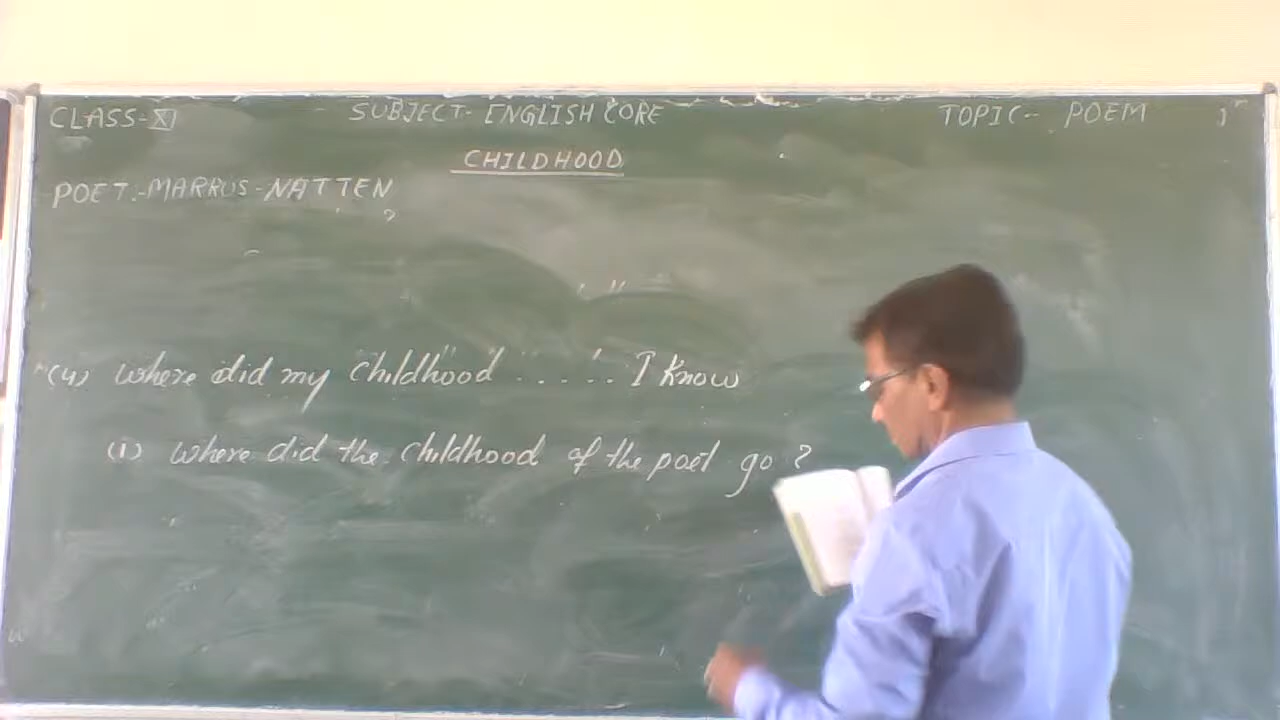 CLASS-XI SUBJECT-ENGLISH CORE TOPIC- POEM
CHILDHOOD
POET:-MARKUS-NATTEN
(4) Where did my childhood ..... I know
(i) Where did the childhood of the poet go?